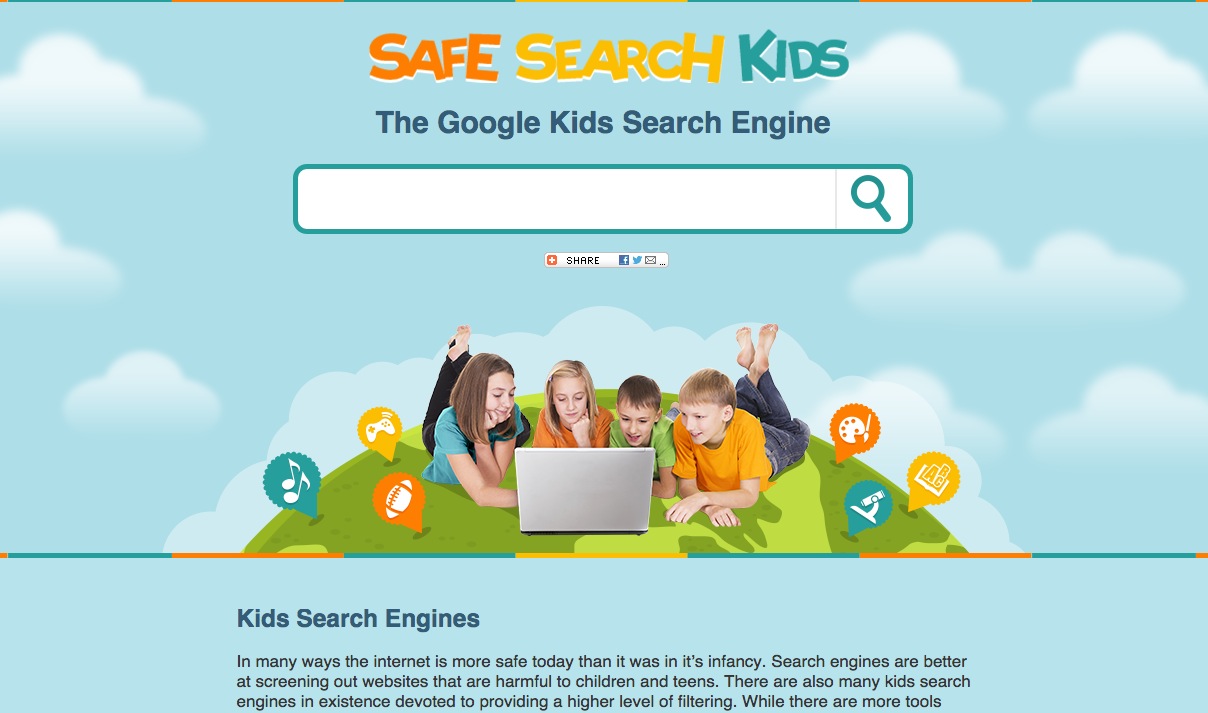 SAFE SEARCH KIDS
The Google Kids Search Engine
SHARE
ABC
Kids Search Engines
In many ways the internet is more safe today than it was in it's infancy. Search engines are better
at screening out websites that are harmful to children and teens. There are also many kids search
engines in existence devoted to providing a higher level of filtering. While there are more tools